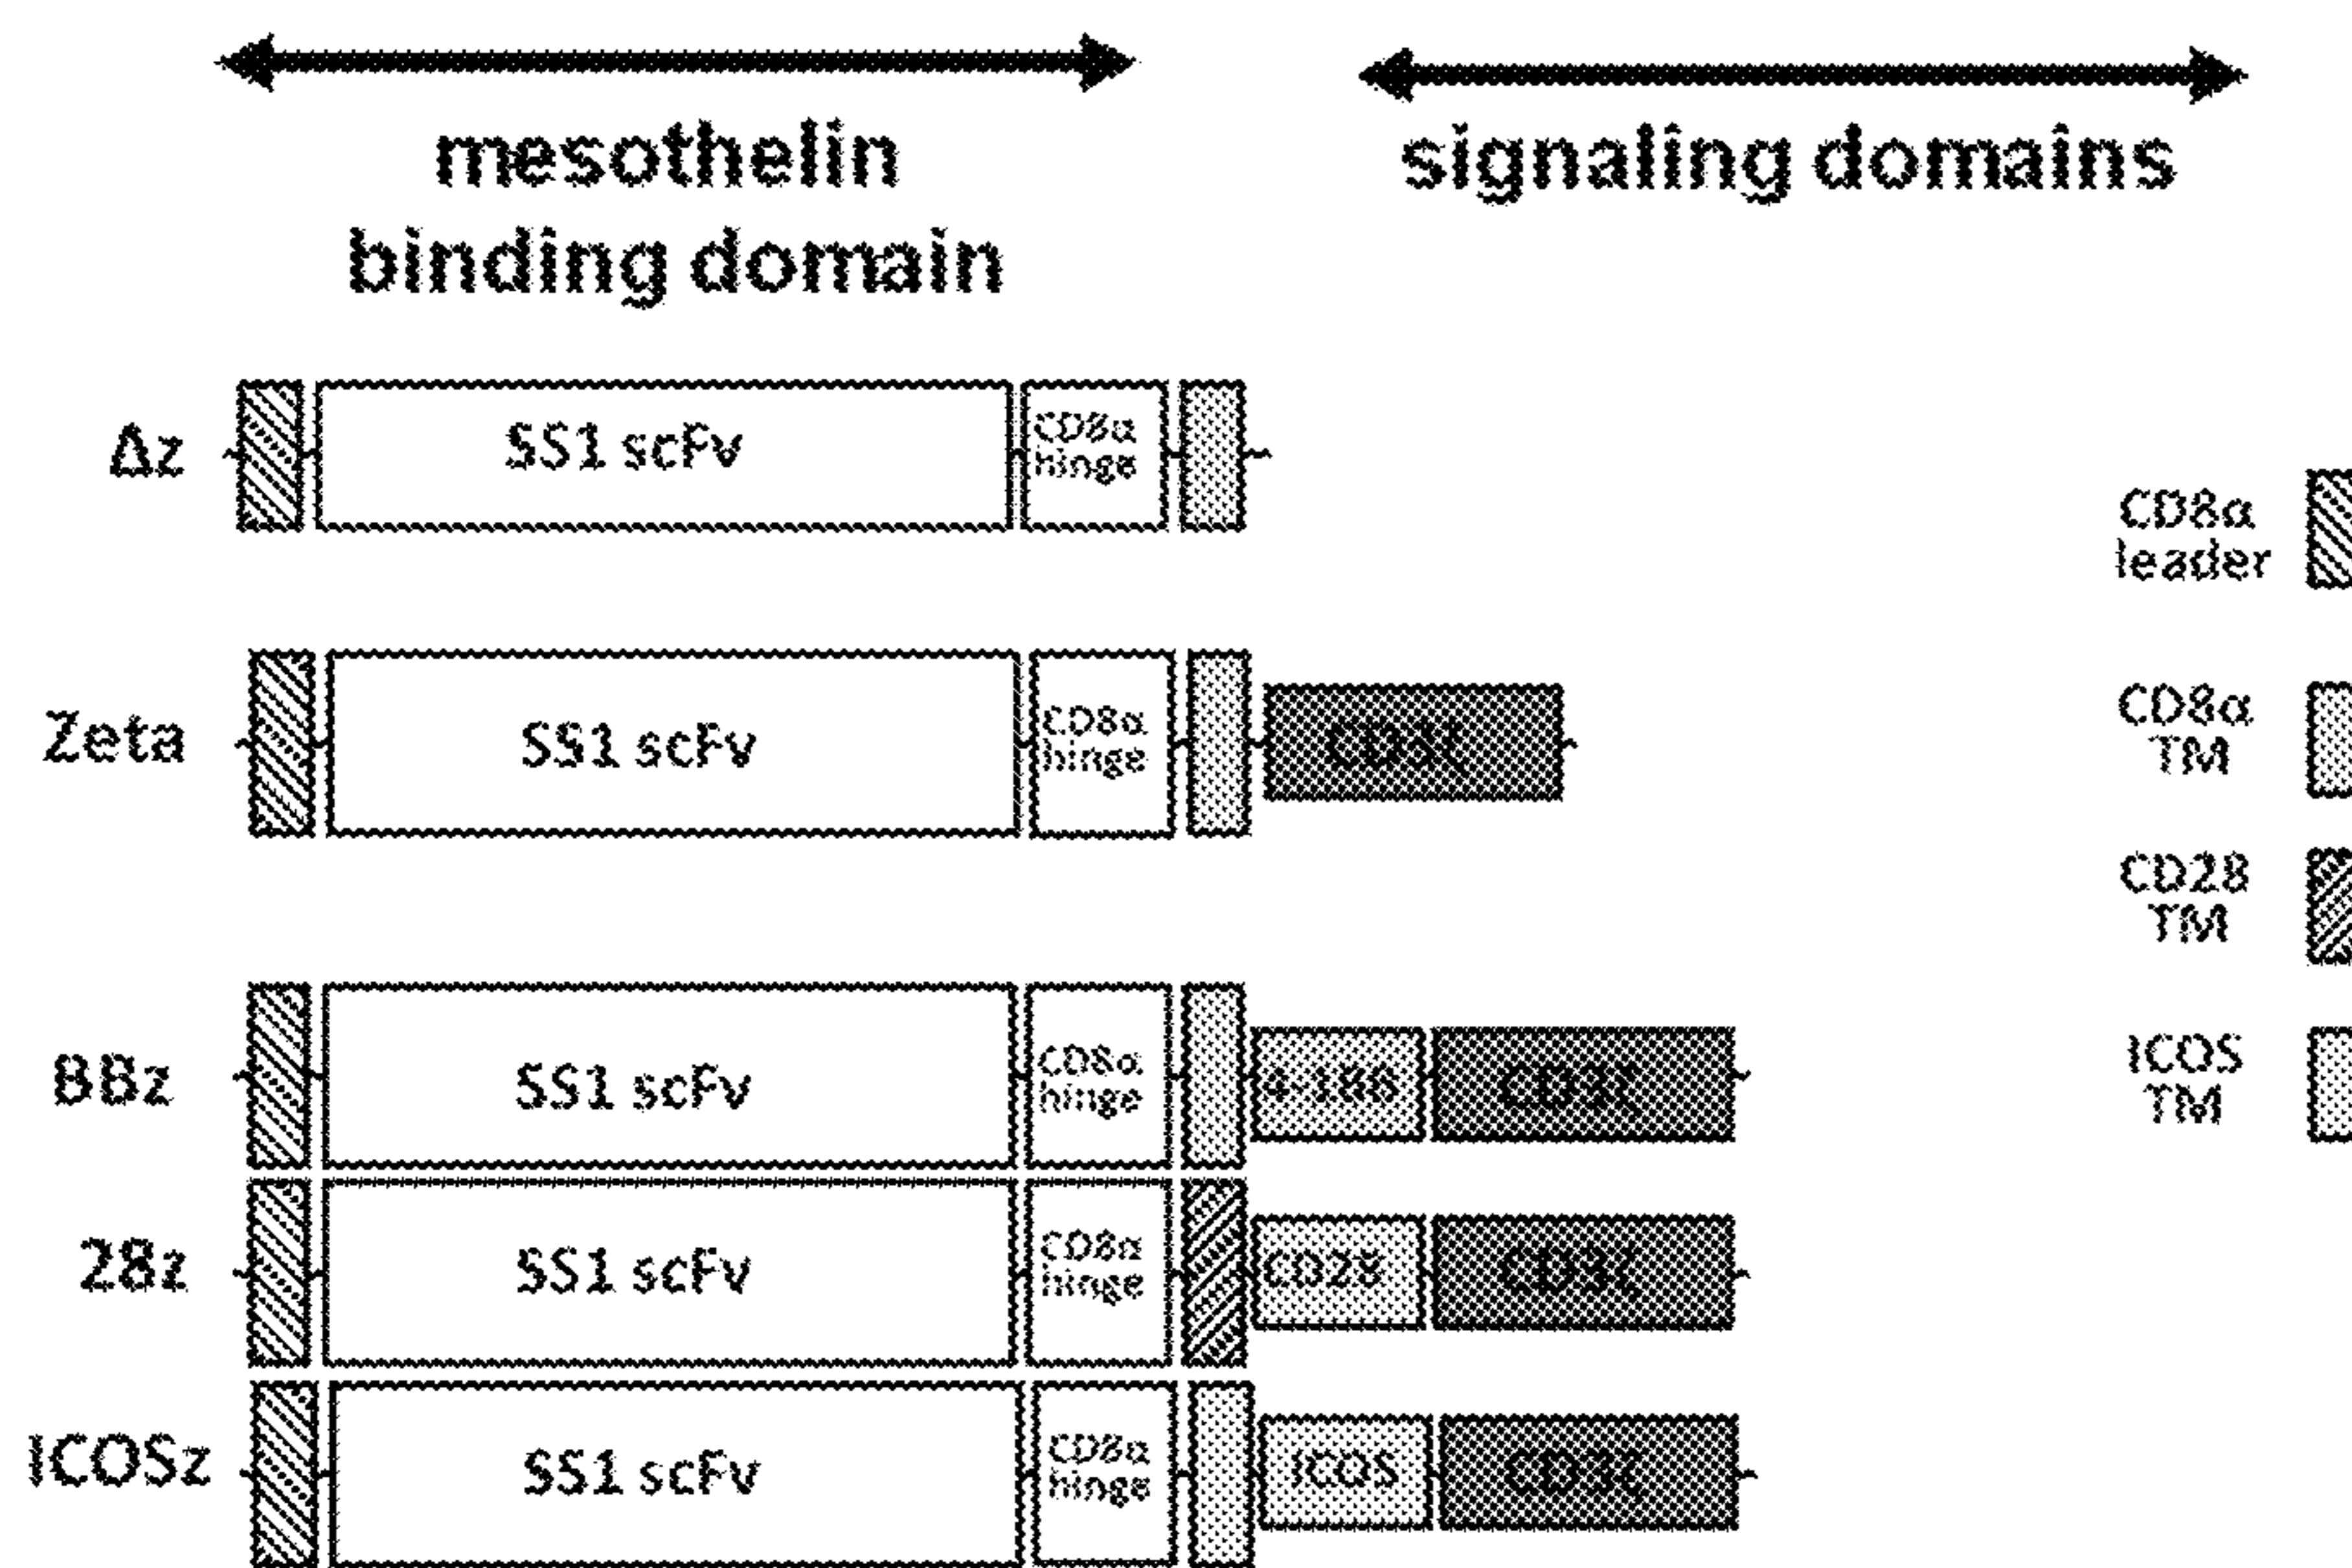 mesothelin
binding domain
signaling domains
Δz
SS1 scFv
CD8α
hinge
CD8α
leader
Zeta
SS1 scFv
CD8α
hinge
CD3ζ
CD8α
TM
CD28
TM
BBz
SS1 scFv
CD8α
hinge
4-1BB
CD3ζ
ICOS
TM
28z
SS1 scFv
CD8α
hinge
CD28
CD3ζ
ICOSz
SS1 scFv
CD8α
hinge
ICOS
CD3ζ